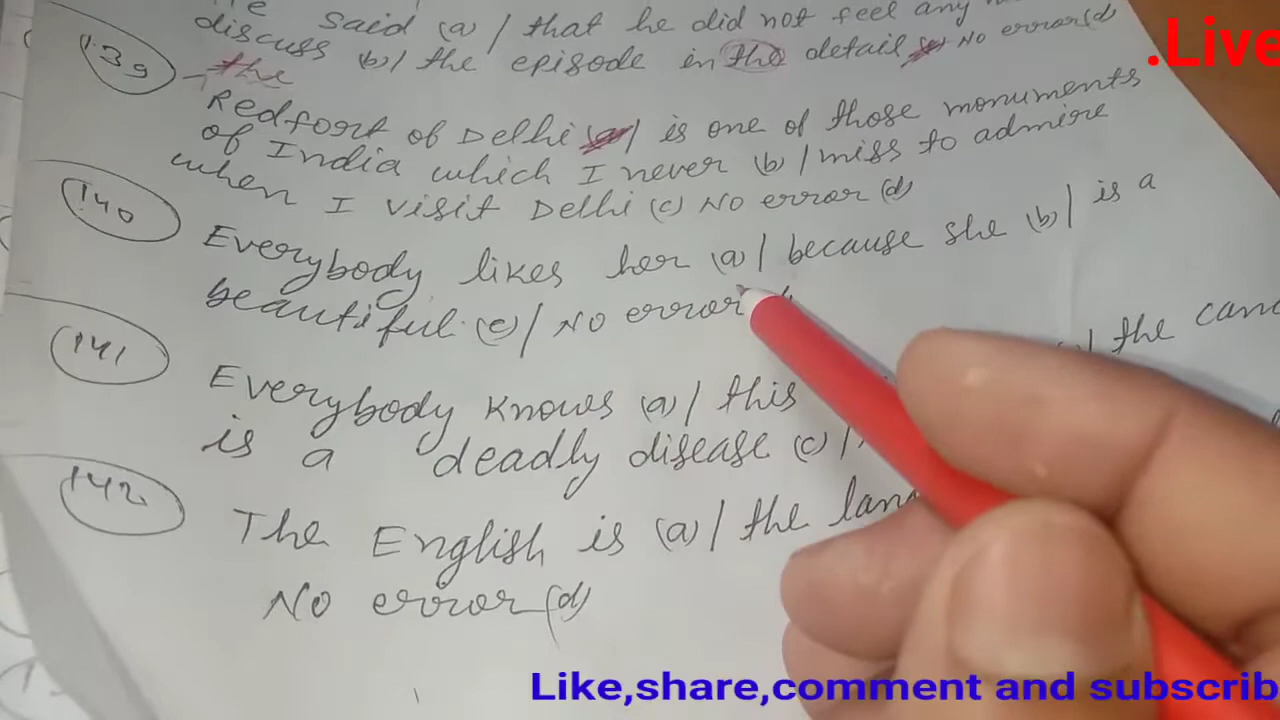 said (a) / that he did not feel any
discuss (b) / the episode in the detail No error (d)
139 the
Redfort of Delhi (a) / is one of those monuments
of India which I never (b) / miss to admire
when I visit Delhi (c) No error (d)
140 Everybody likes her (a) / because she (b) / is a
beautiful. (c) / No error
141 Everybody knows (a) / this the
is a deadly disease (c) /
142 The English is (a) / the
No error (d)
.Live
Like,share,comment and subscrib